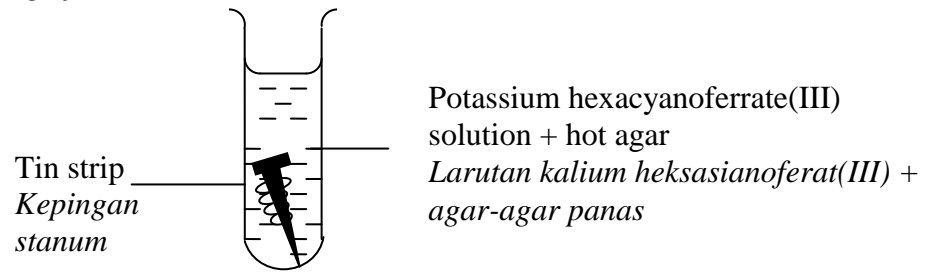 Potassium hexacyanoferrate(III)
solution + hot agar
Larutan kalium heksasianoferat(III) +
agar-agar panas
Tin strip
Kepingan
stanum